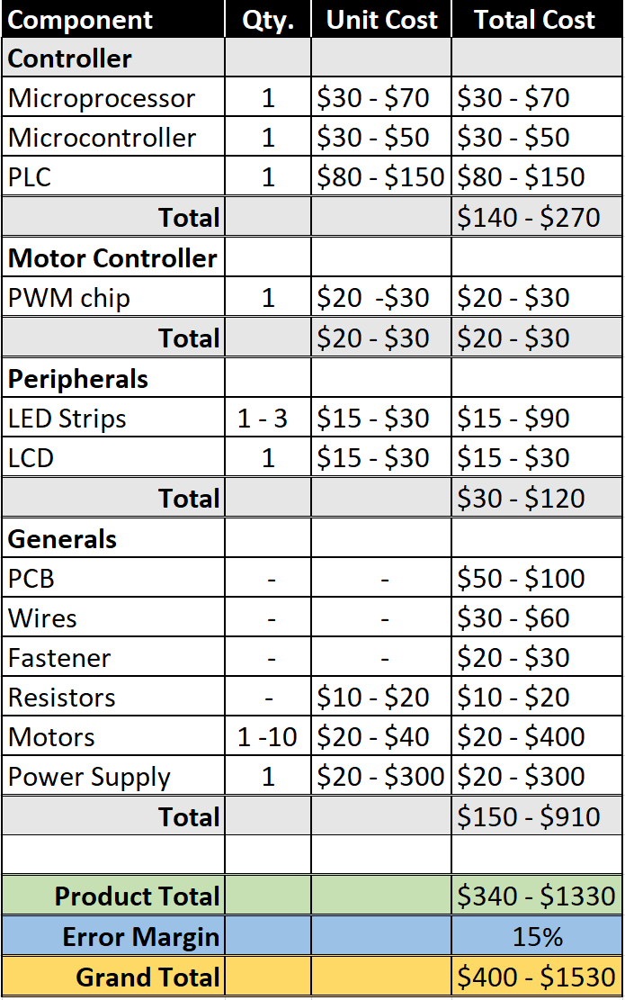 Component Qty. Unit Cost Total Cost
Controller
Microprocessor 1 $30 - $70 $30 - $70
Microcontroller 1 $30 - $50 $30 - $50
PLC 1 $80 - $150 $80 - $150
Total $140 - $270
Motor Controller
PWM chip 1 $20 -$30 $20 - $30
Total $20 - $30 $20 - $30
Peripherals
LED Strips 1 - 3 $15 - $30 $15 - $90
LCD 1 $15 - $30 $15 - $30
Total $30 - $120
Generals
PCB - - $50 - $100
Wires - - $30 - $60
Fastener - - $20 - $30
Resistors - $10 - $20 $10 - $20
Motors 1 -10 $20 - $40 $20 - $400
Power Supply 1 $20 - $300 $20 - $300
Total $150 - $910
Product Total $340 - $1330
Error Margin 15%
Grand Total $400 - $1530